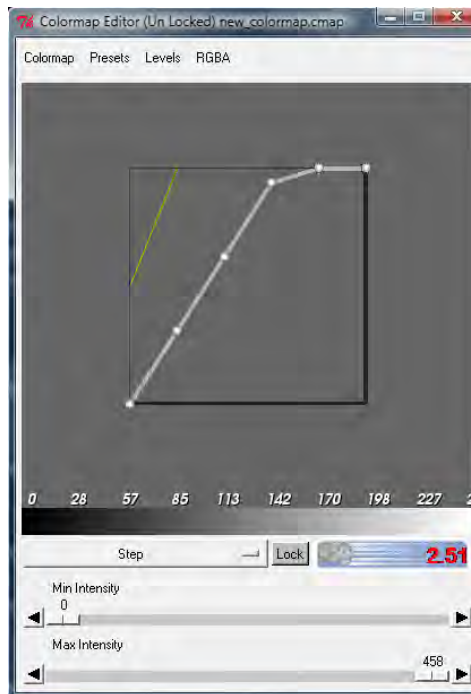 Colormap Editor (Un Locked) new_colormap.cmap
Colormap Presets Levels RGBA
0 28 57 85 113 142 170 198 227
Step Lock 2.51
Min Intensity
0
Max Intensity
458